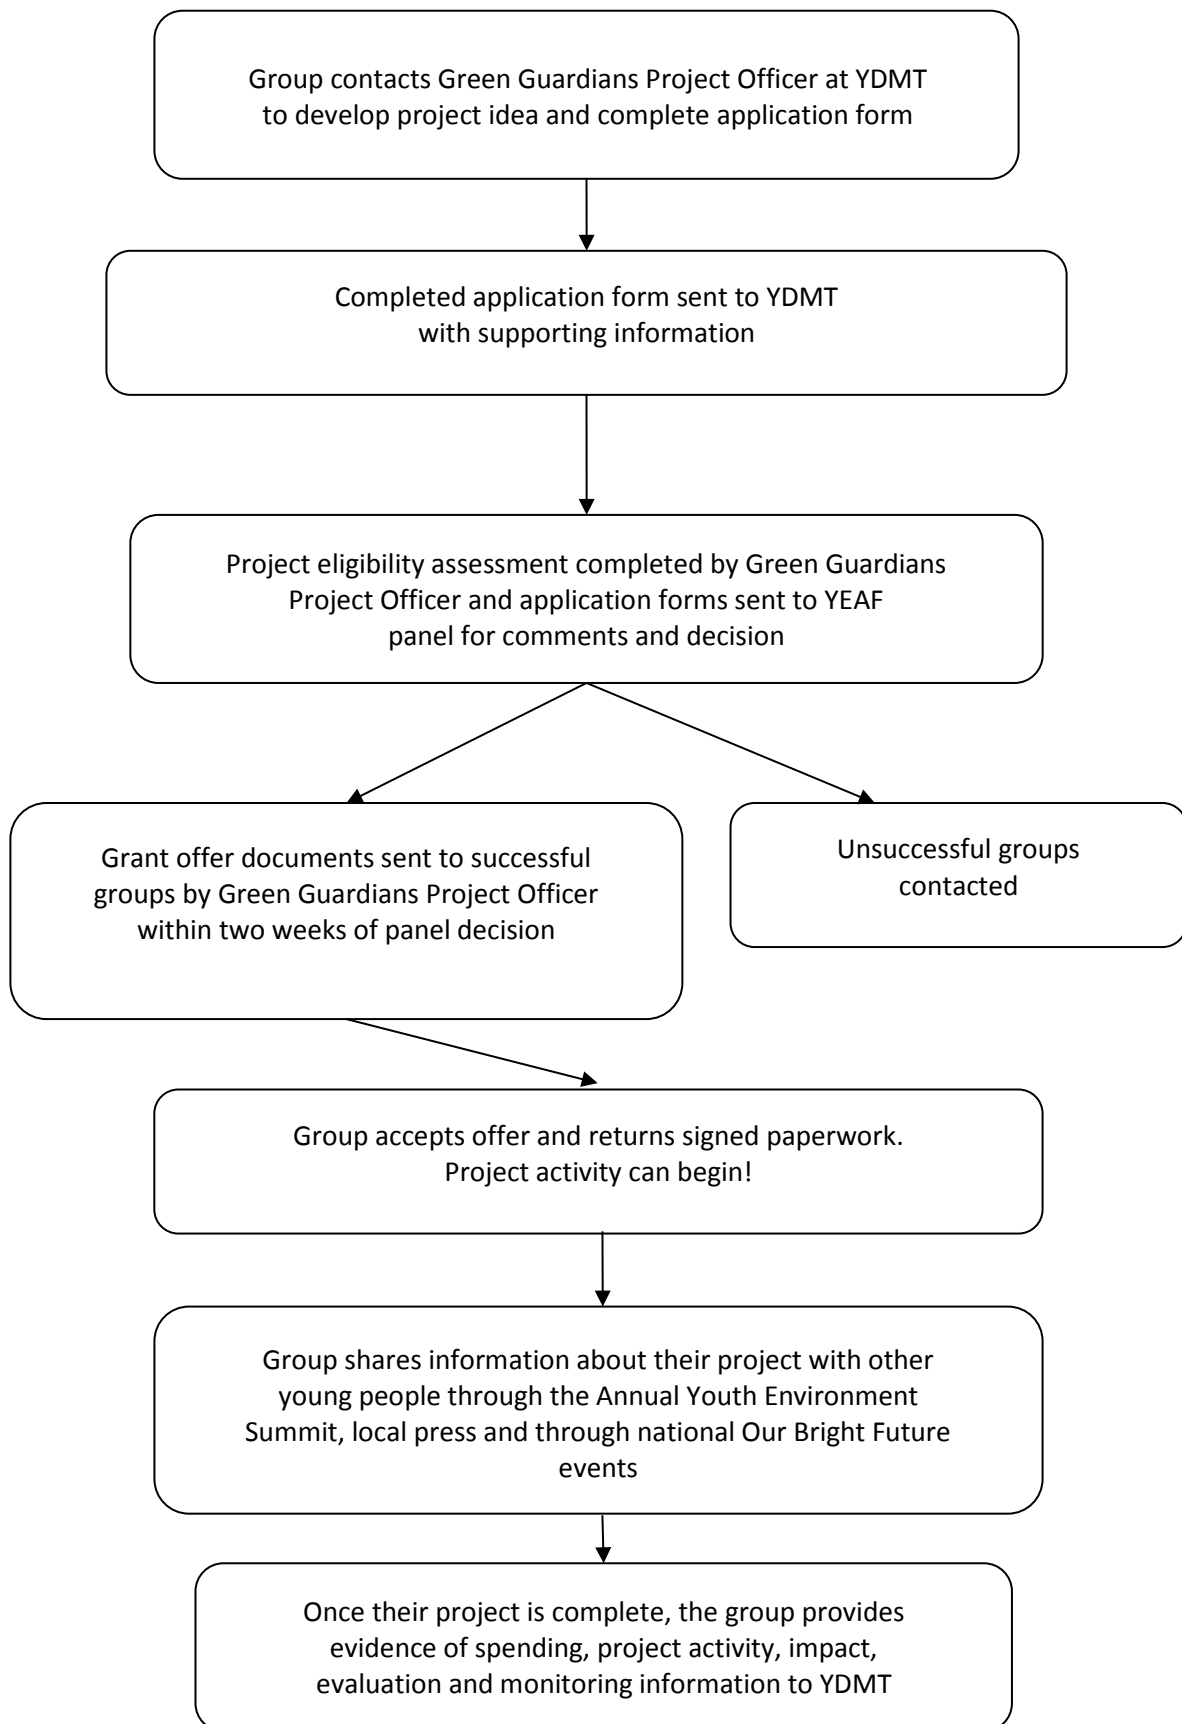 Group contacts Green Guardians Project Officer at YDMT
to develop project idea and complete application form
Completed application form sent to YDMT
with supporting information
Project eligibility assessment completed by Green Guardians
Project Officer and application forms sent to YEAF
panel for comments and decision
Grant offer documents sent to successful
groups by Green Guardians Project Officer
within two weeks of panel decision
Unsuccessful groups
contacted
Group accepts offer and returns signed paperwork.
Project activity can begin!
Group shares information about their project with other
young people through the Annual Youth Environment
Summit, local press and through national Our Bright Future
events
Once their project is complete, the group provides
evidence of spending, project activity, impact,
evaluation and monitoring information to YDMT